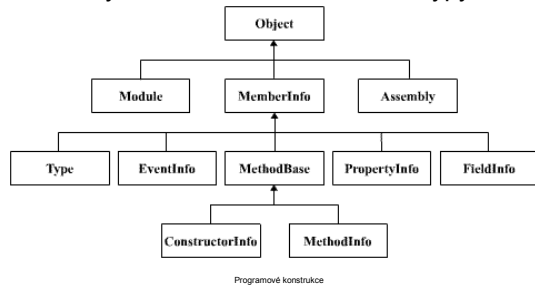 Object
Module MemberInfo Assembly
Type EventInfo MethodBase PropertyInfo FieldInfo
ConstructorInfo MethodInfo
Programové konstrukce